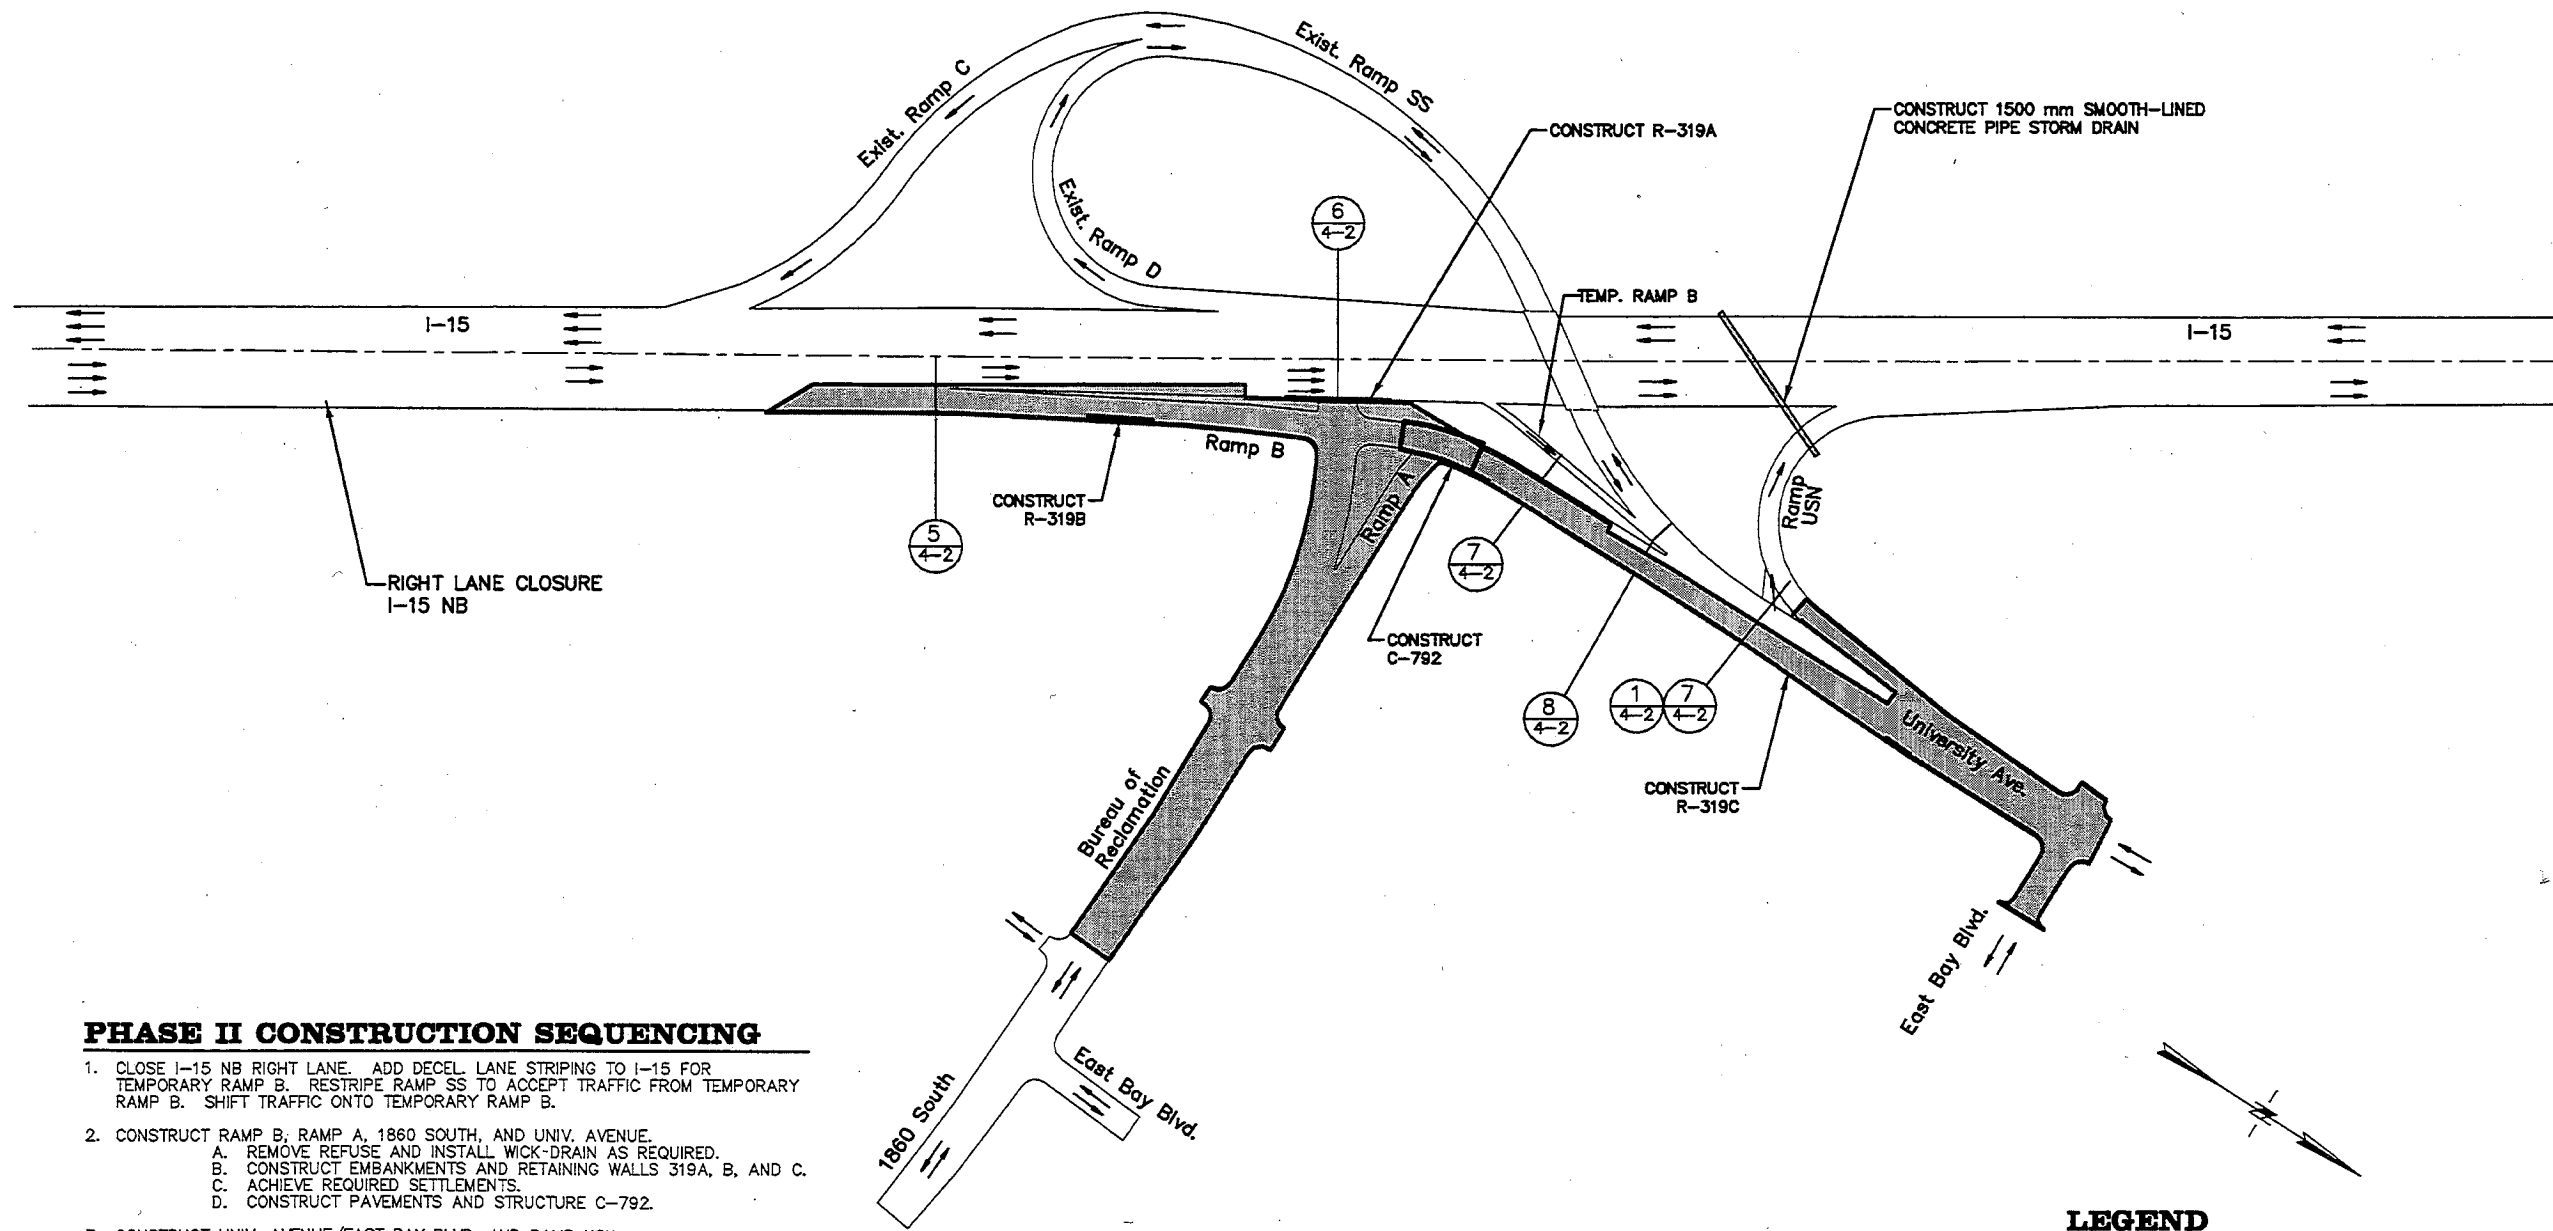 Exist. Ramp C
Exist. Ramp SS
Exist. Ramp D
CONSTRUCT R-319A
CONSTRUCT 1500 mm SMOOTH-LINED
CONCRETE PIPE STORM DRAIN
6
4-2
TEMP. RAMP B
I-15
I-15
Ramp B
CONSTRUCT
R-319B
5
4-2
Ramp A
Ramp
USN
7
4-2
RIGHT LANE CLOSURE
I-15 NB
CONSTRUCT
C-792
8
4-2
1
4-2
7
4-2
University Ave.
CONSTRUCT
R-319C
Bureau of
Reclamation
East Bay Blvd.
East Bay Blvd.
1860 South
PHASE II CONSTRUCTION SEQUENCING
1. CLOSE I-15 NB RIGHT LANE. ADD DECEL. LANE STRIPING TO I-15 FOR
TEMPORARY RAMP B. RESTRIPE RAMP SS TO ACCEPT TRAFFIC FROM TEMPORARY
RAMP B. SHIFT TRAFFIC ONTO TEMPORARY RAMP B.
2. CONSTRUCT RAMP B, RAMP A, 1860 SOUTH, AND UNIV. AVENUE.
A. REMOVE REFUSE AND INSTALL WICK-DRAIN AS REQUIRED.
B. CONSTRUCT EMBANKMENTS AND RETAINING WALLS 319A, B, AND C.
C. ACHIEVE REQUIRED SETTLEMENTS.
D. CONSTRUCT PAVEMENTS AND STRUCTURE C-792.
N
LEGEND